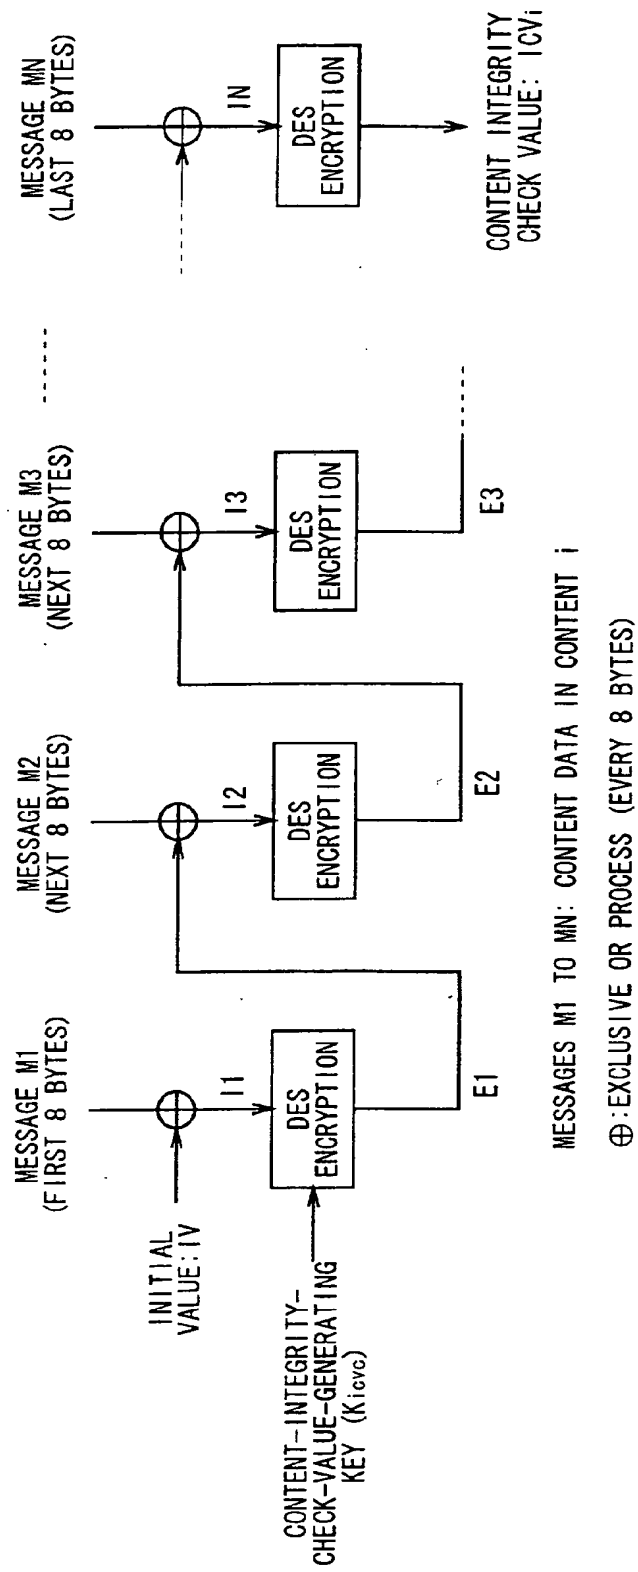 MESSAGE M1
(FIRST 8 BYTES)
MESSAGE M2
(NEXT 8 BYTES)
MESSAGE M3
(NEXT 8 BYTES)
MESSAGE MN
(LAST 8 BYTES)
INITIAL
VALUE:IV
I1
I2
I3
IN
DES
ENCRYPTION
DES
ENCRYPTION
DES
ENCRYPTION
DES
ENCRYPTION
CONTENT-INTEGRITY-
CHECK-VALUE-GENERATING
KEY (Kicvc)
E1
E2
E3
CONTENT INTEGRITY
CHECK VALUE: ICVi
MESSAGES M1 TO MN: CONTENT DATA IN CONTENT i
⊕:EXCLUSIVE OR PROCESS (EVERY 8 BYTES)